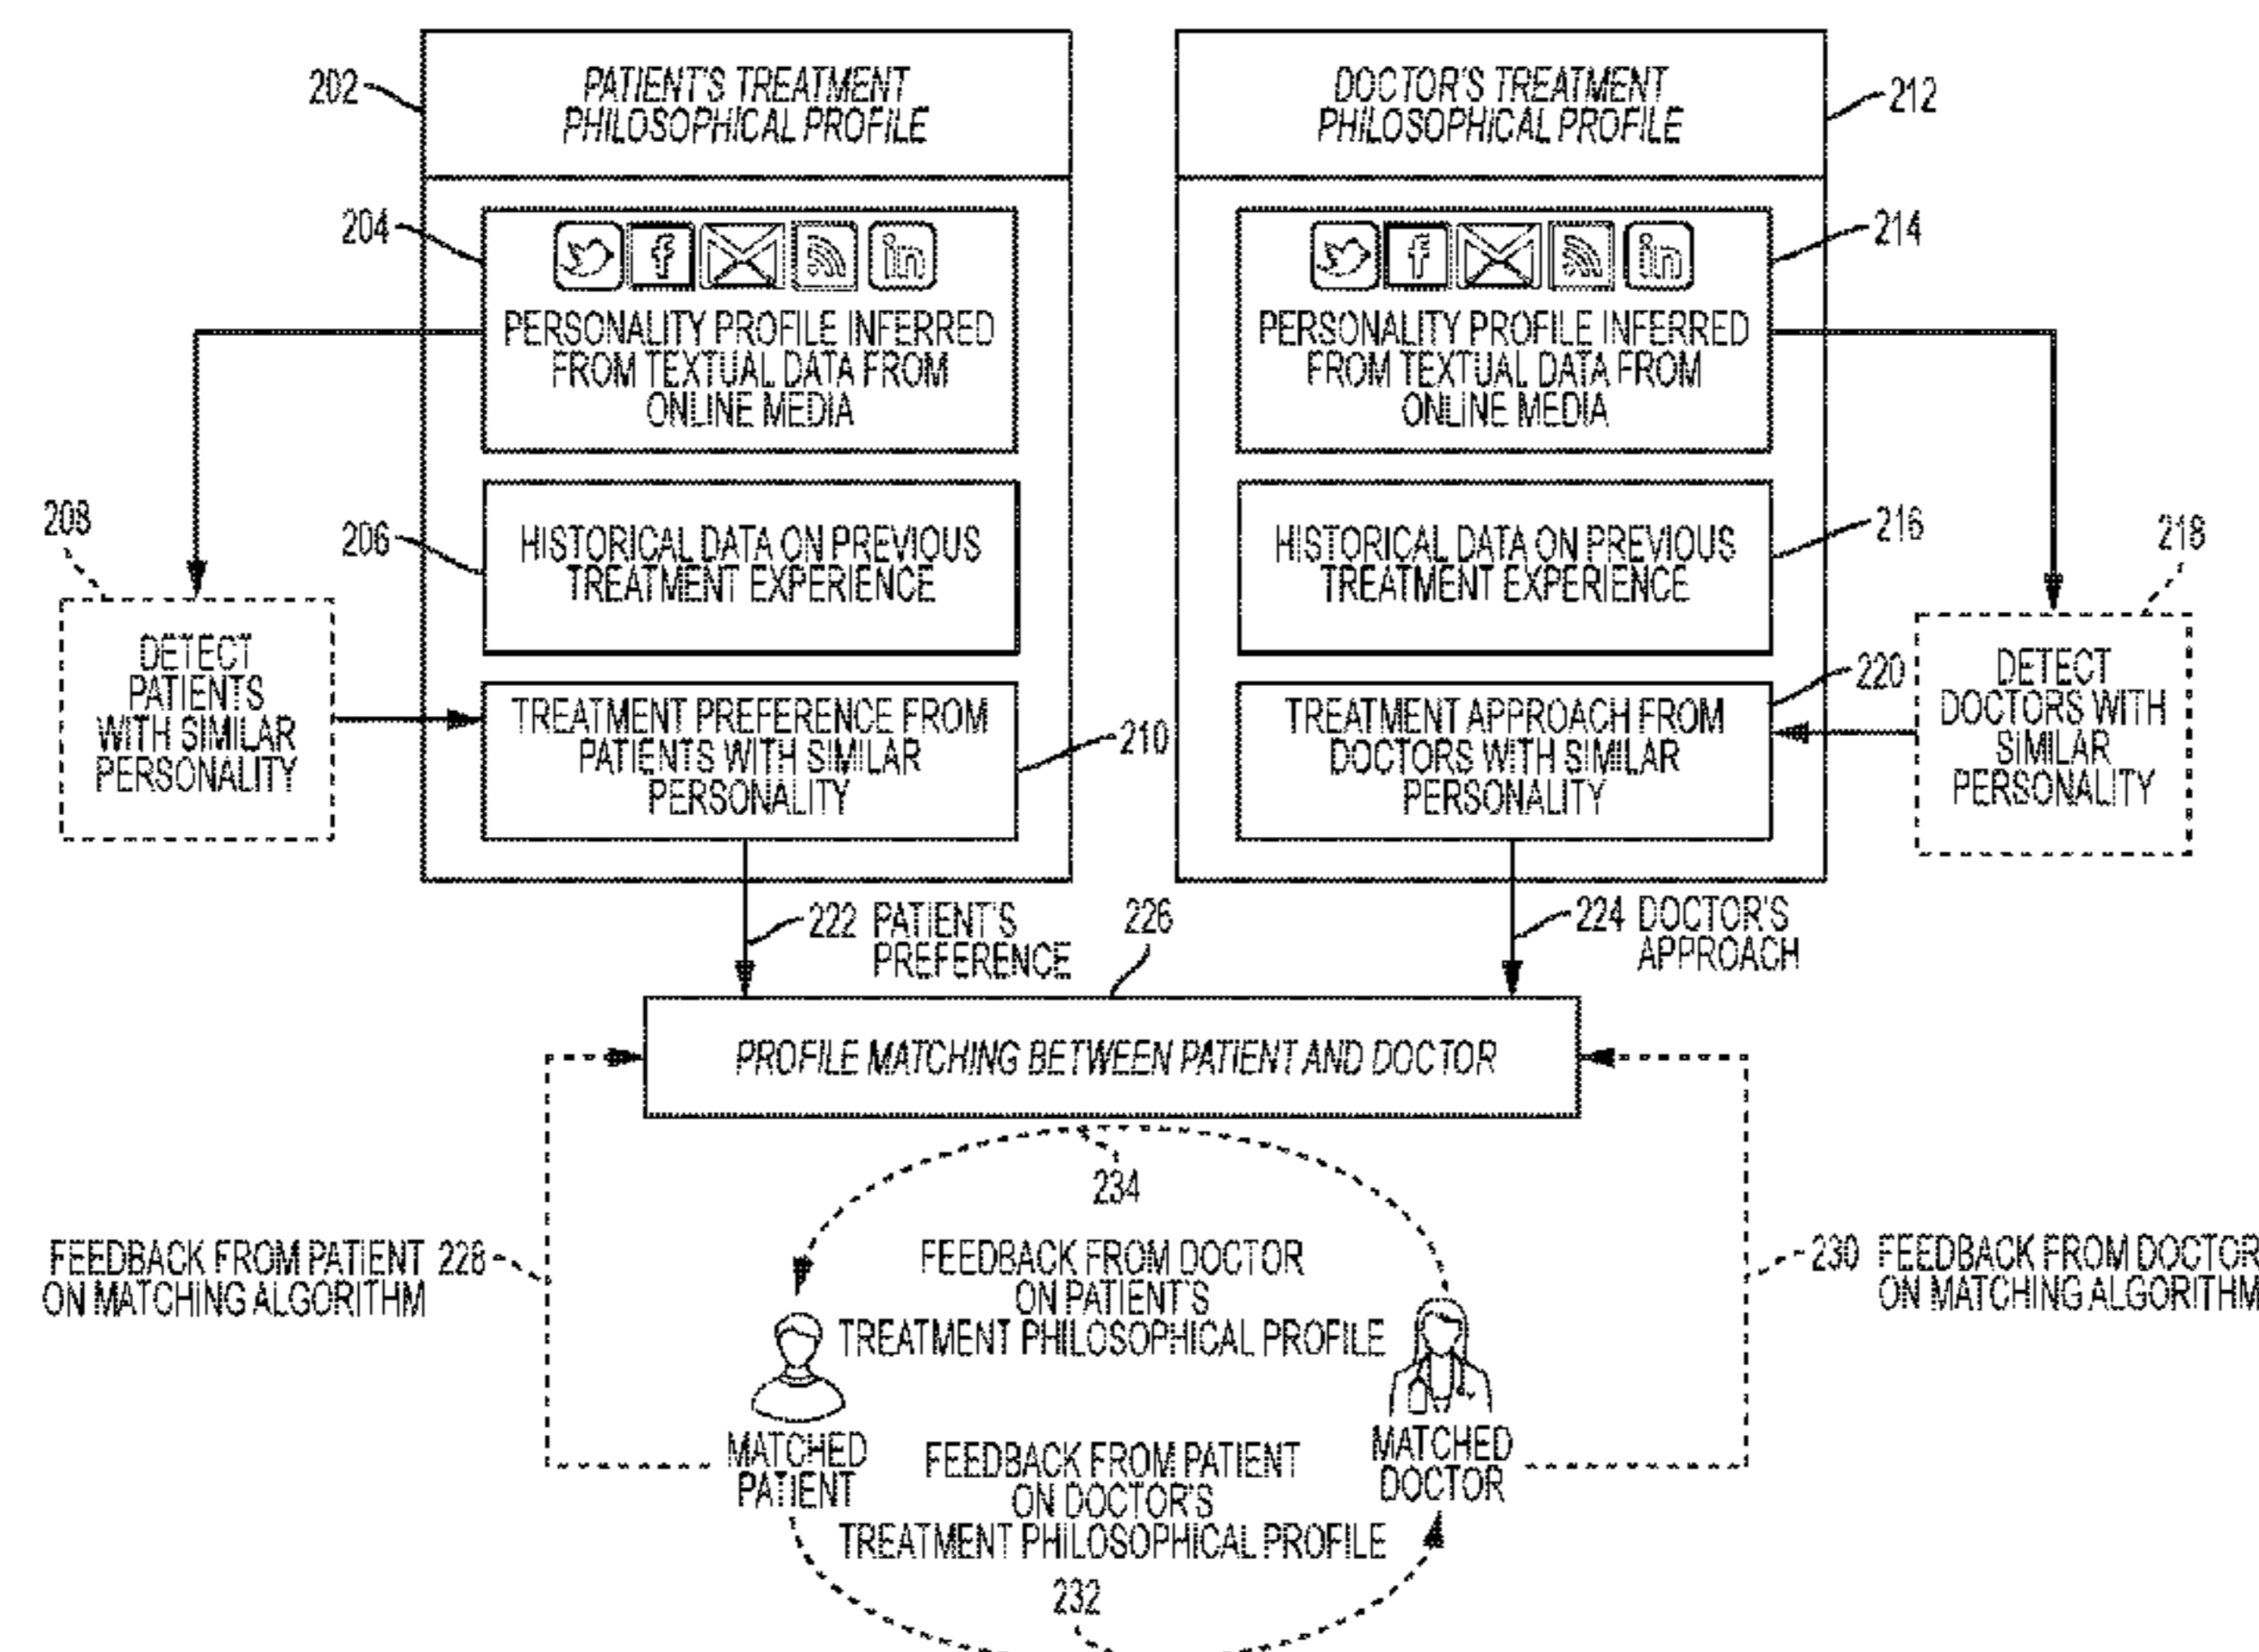 202
PATIENT'S TREATMENT
PHILOSOPHICAL PROFILE
204
f
in
PERSONALITY PROFILE INFERRED
FROM TEXTUAL DATA FROM
ONLINE MEDIA
206
HISTORICAL DATA ON PREVIOUS
TREATMENT EXPERIENCE
208
DETECT
PATIENTS
WITH SIMILAR
PERSONALITY
TREATMENT PREFERENCE FROM
PATIENTS WITH SIMILAR
PERSONALITY
210
DOCTOR'S TREATMENT
PHILOSOPHICAL PROFILE
212
f
in
PERSONALITY PROFILE INFERRED
FROM TEXTUAL DATA FROM
ONLINE MEDIA
214
HISTORICAL DATA ON PREVIOUS
TREATMENT EXPERIENCE
216
218
DETECT
DOCTORS WITH
SIMILAR
PERSONALITY
220
TREATMENT APPROACH FROM
DOCTORS WITH SIMILAR
PERSONALITY
222 PATIENT'S
PREFERENCE
226
224 DOCTOR'S
APPROACH
PROFILE MATCHING BETWEEN PATIENT AND DOCTOR
234
FEEDBACK FROM PATIENT 228
ON MATCHING ALGORITHM
FEEDBACK FROM DOCTOR
ON PATIENT'S
TREATMENT PHILOSOPHICAL PROFILE
230 FEEDBACK FROM DOCTOR
ON MATCHING ALGORITHM
MATCHED
PATIENT
FEEDBACK FROM PATIENT
ON DOCTOR'S
TREATMENT PHILOSOPHICAL PROFILE
MATCHED
DOCTOR
232